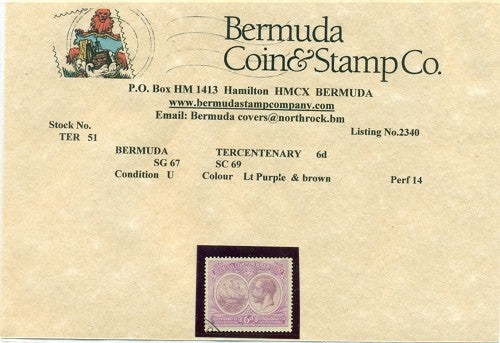 Bermuda
Coin & Stamp Co.
P.O. Box HM 1413 Hamilton HMCX BERMUDA
www.bermudastampcompany.com
Email: Bermuda covers@northrock.bm
Stock No.
Listing No.2340
TER 51
BERMUDA TERCENTENARY 6d
SG 67 SC 69
Condition U Colour Lt Purple & brown Perf 14